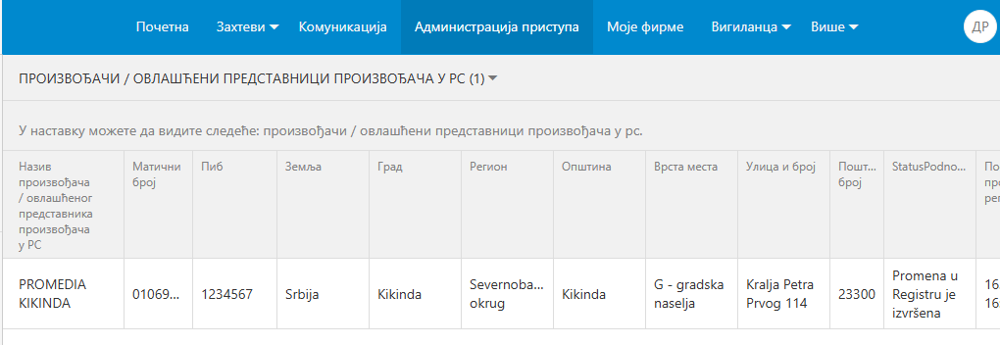 Почетна Захтеви Комуникација Администрација приступа Моје фирме Вигиланца Више ДР
ПРОИЗВОЂАЧИ / ОВЛАШЋЕНИ ПРЕДСТАВНИЦИ ПРОИЗВОЂАЧА У РС (1)
У наставку можете да видите следеће: произвођачи / овлашћени представници произвођача у рс.
Назив произвођача / овлашћеног представника произвођача у РС
Матични број
Пиб
Земља
Град
Регион
Општина
Врста места
Улица и број
Пошт... број
StatusPodno...
PROMEDIA KIKINDA
01069...
1234567
Srbija
Kikinda
Severnoba... okrug
Kikinda
G - gradska naselja
Kralja Petra Prvog 114
23300
Promena u Registru je izvršena